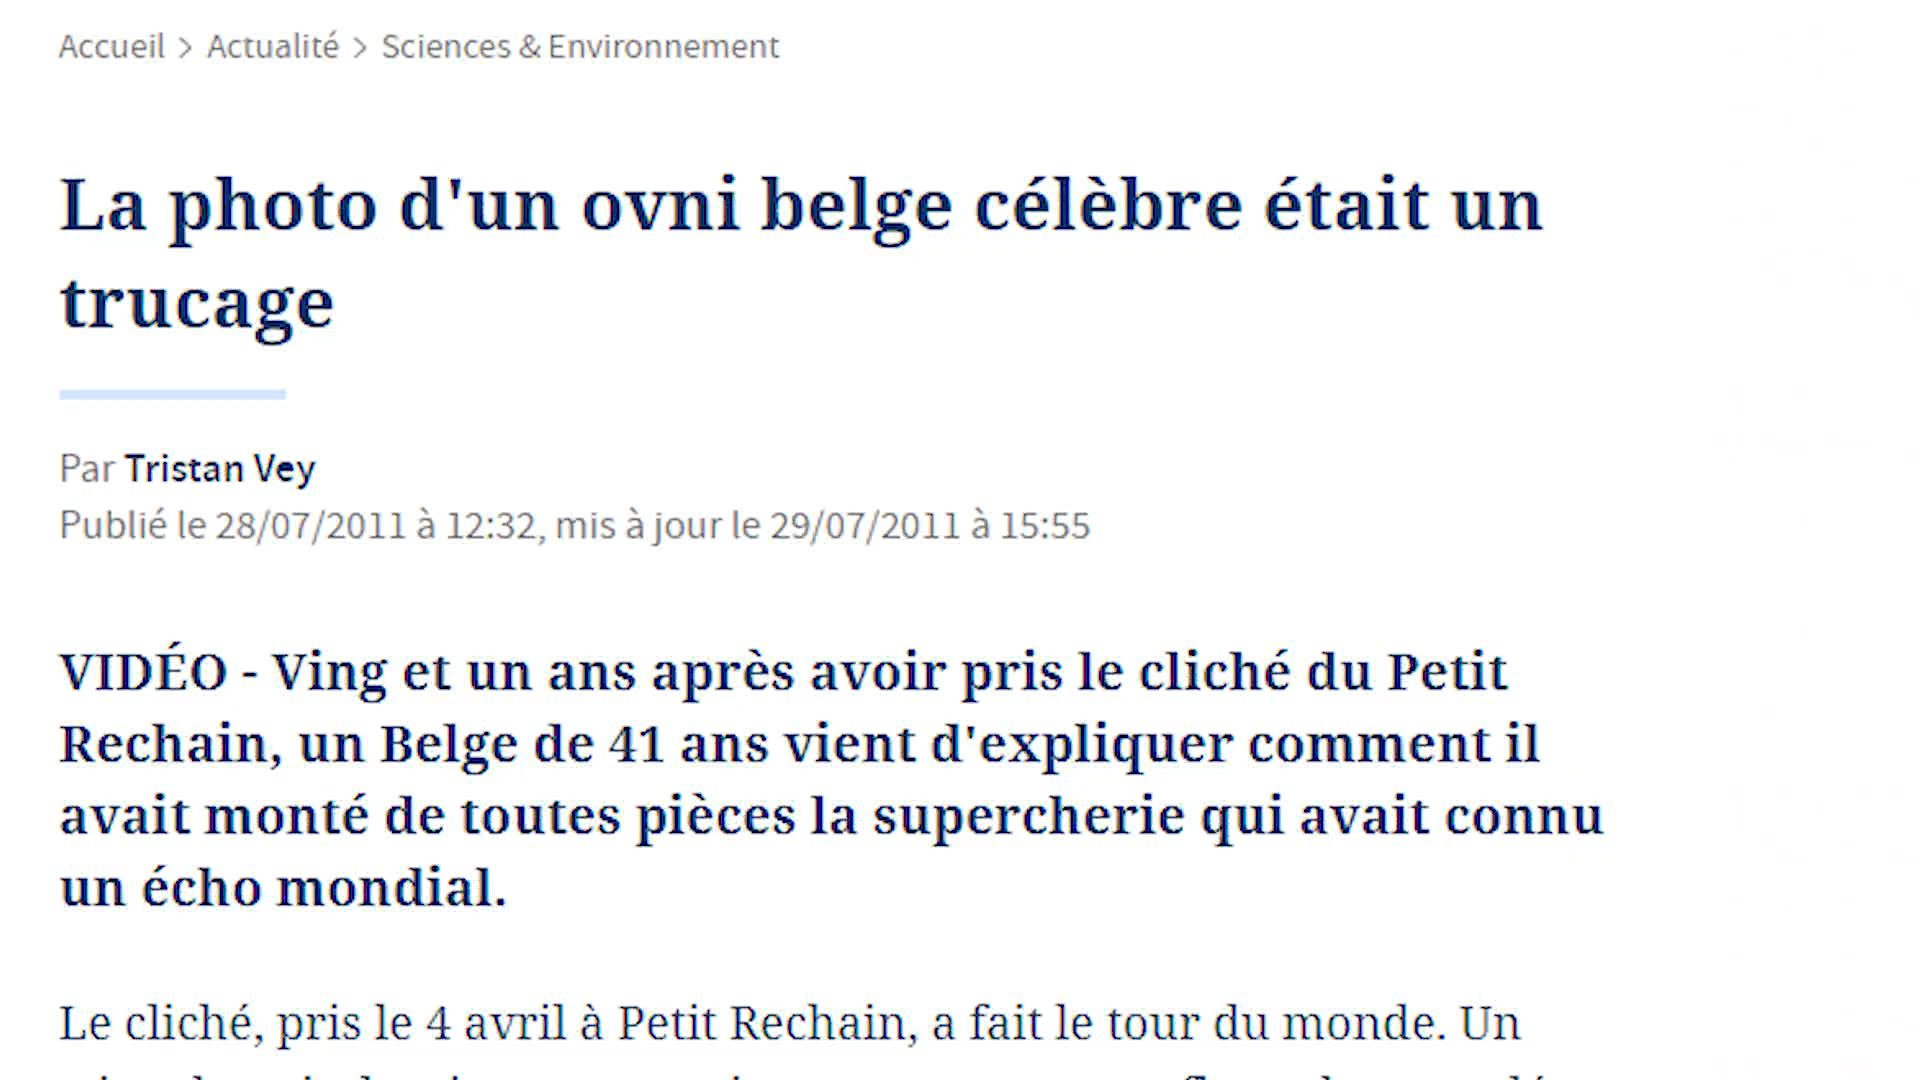 Accueil > Actualité > Sciences & Environnement
La photo d'un ovni belge célèbre était un
trucage
Par Tristan Vey
Publié le 28/07/2011 à 12:32, mis à jour le 29/07/2011 à 15:55
VIDÉO - Ving et un ans après avoir pris le cliché du Petit
Rechain, un Belge de 41 ans vient d'expliquer comment il
avait monté de toutes pièces la supercherie qui avait connu
un écho mondial.
Le cliché, pris le 4 avril à Petit Rechain, a fait le tour du monde. Un